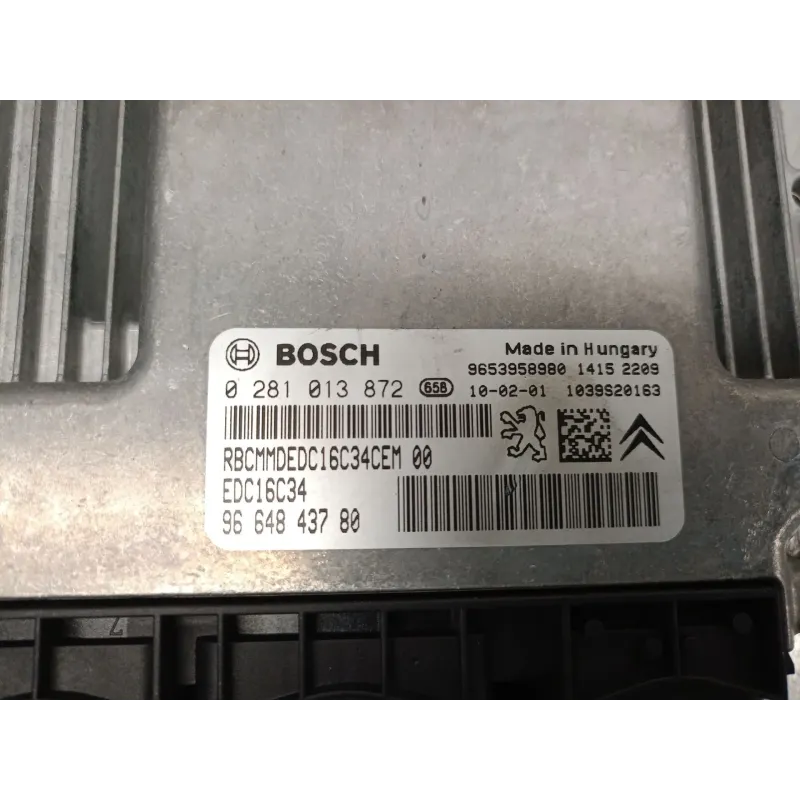 BOSCH
Made in Hungary
9653958980 1415 2209
0 281 013 872 658 10-02-01 1039S20163
RBCMMDEDC16C34CEM 00
EDC16C34
96 648 437 80